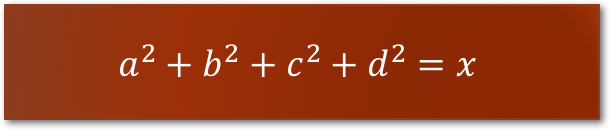 a² + b² + c² + d² = x